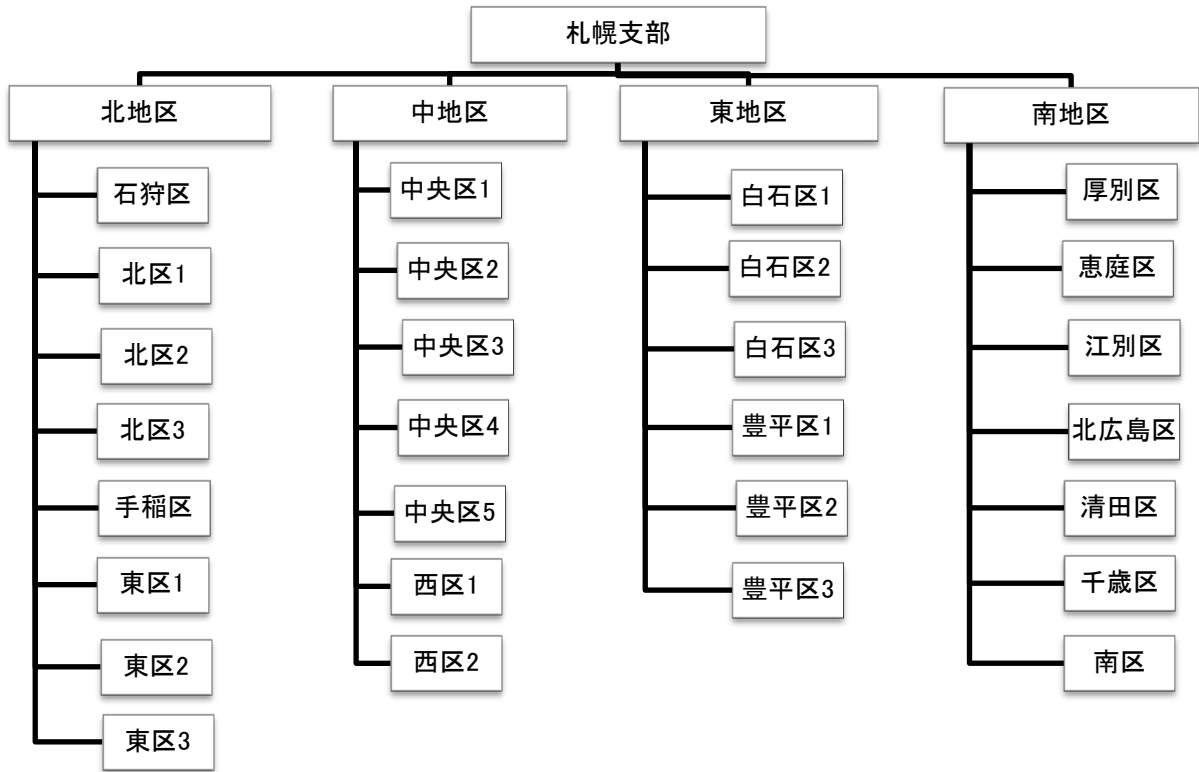 札幌支部
北地区
石狩区
北区1
北区2
北区3
手稲区
東区1
東区2
東区3
中地区
中央区1
中央区2
中央区3
中央区4
中央区5
西区1
西区2
東地区
白石区1
白石区2
白石区3
豊平区1
豊平区2
豊平区3
南地区
厚別区
恵庭区
江別区
北広島区
清田区
千歳区
南区